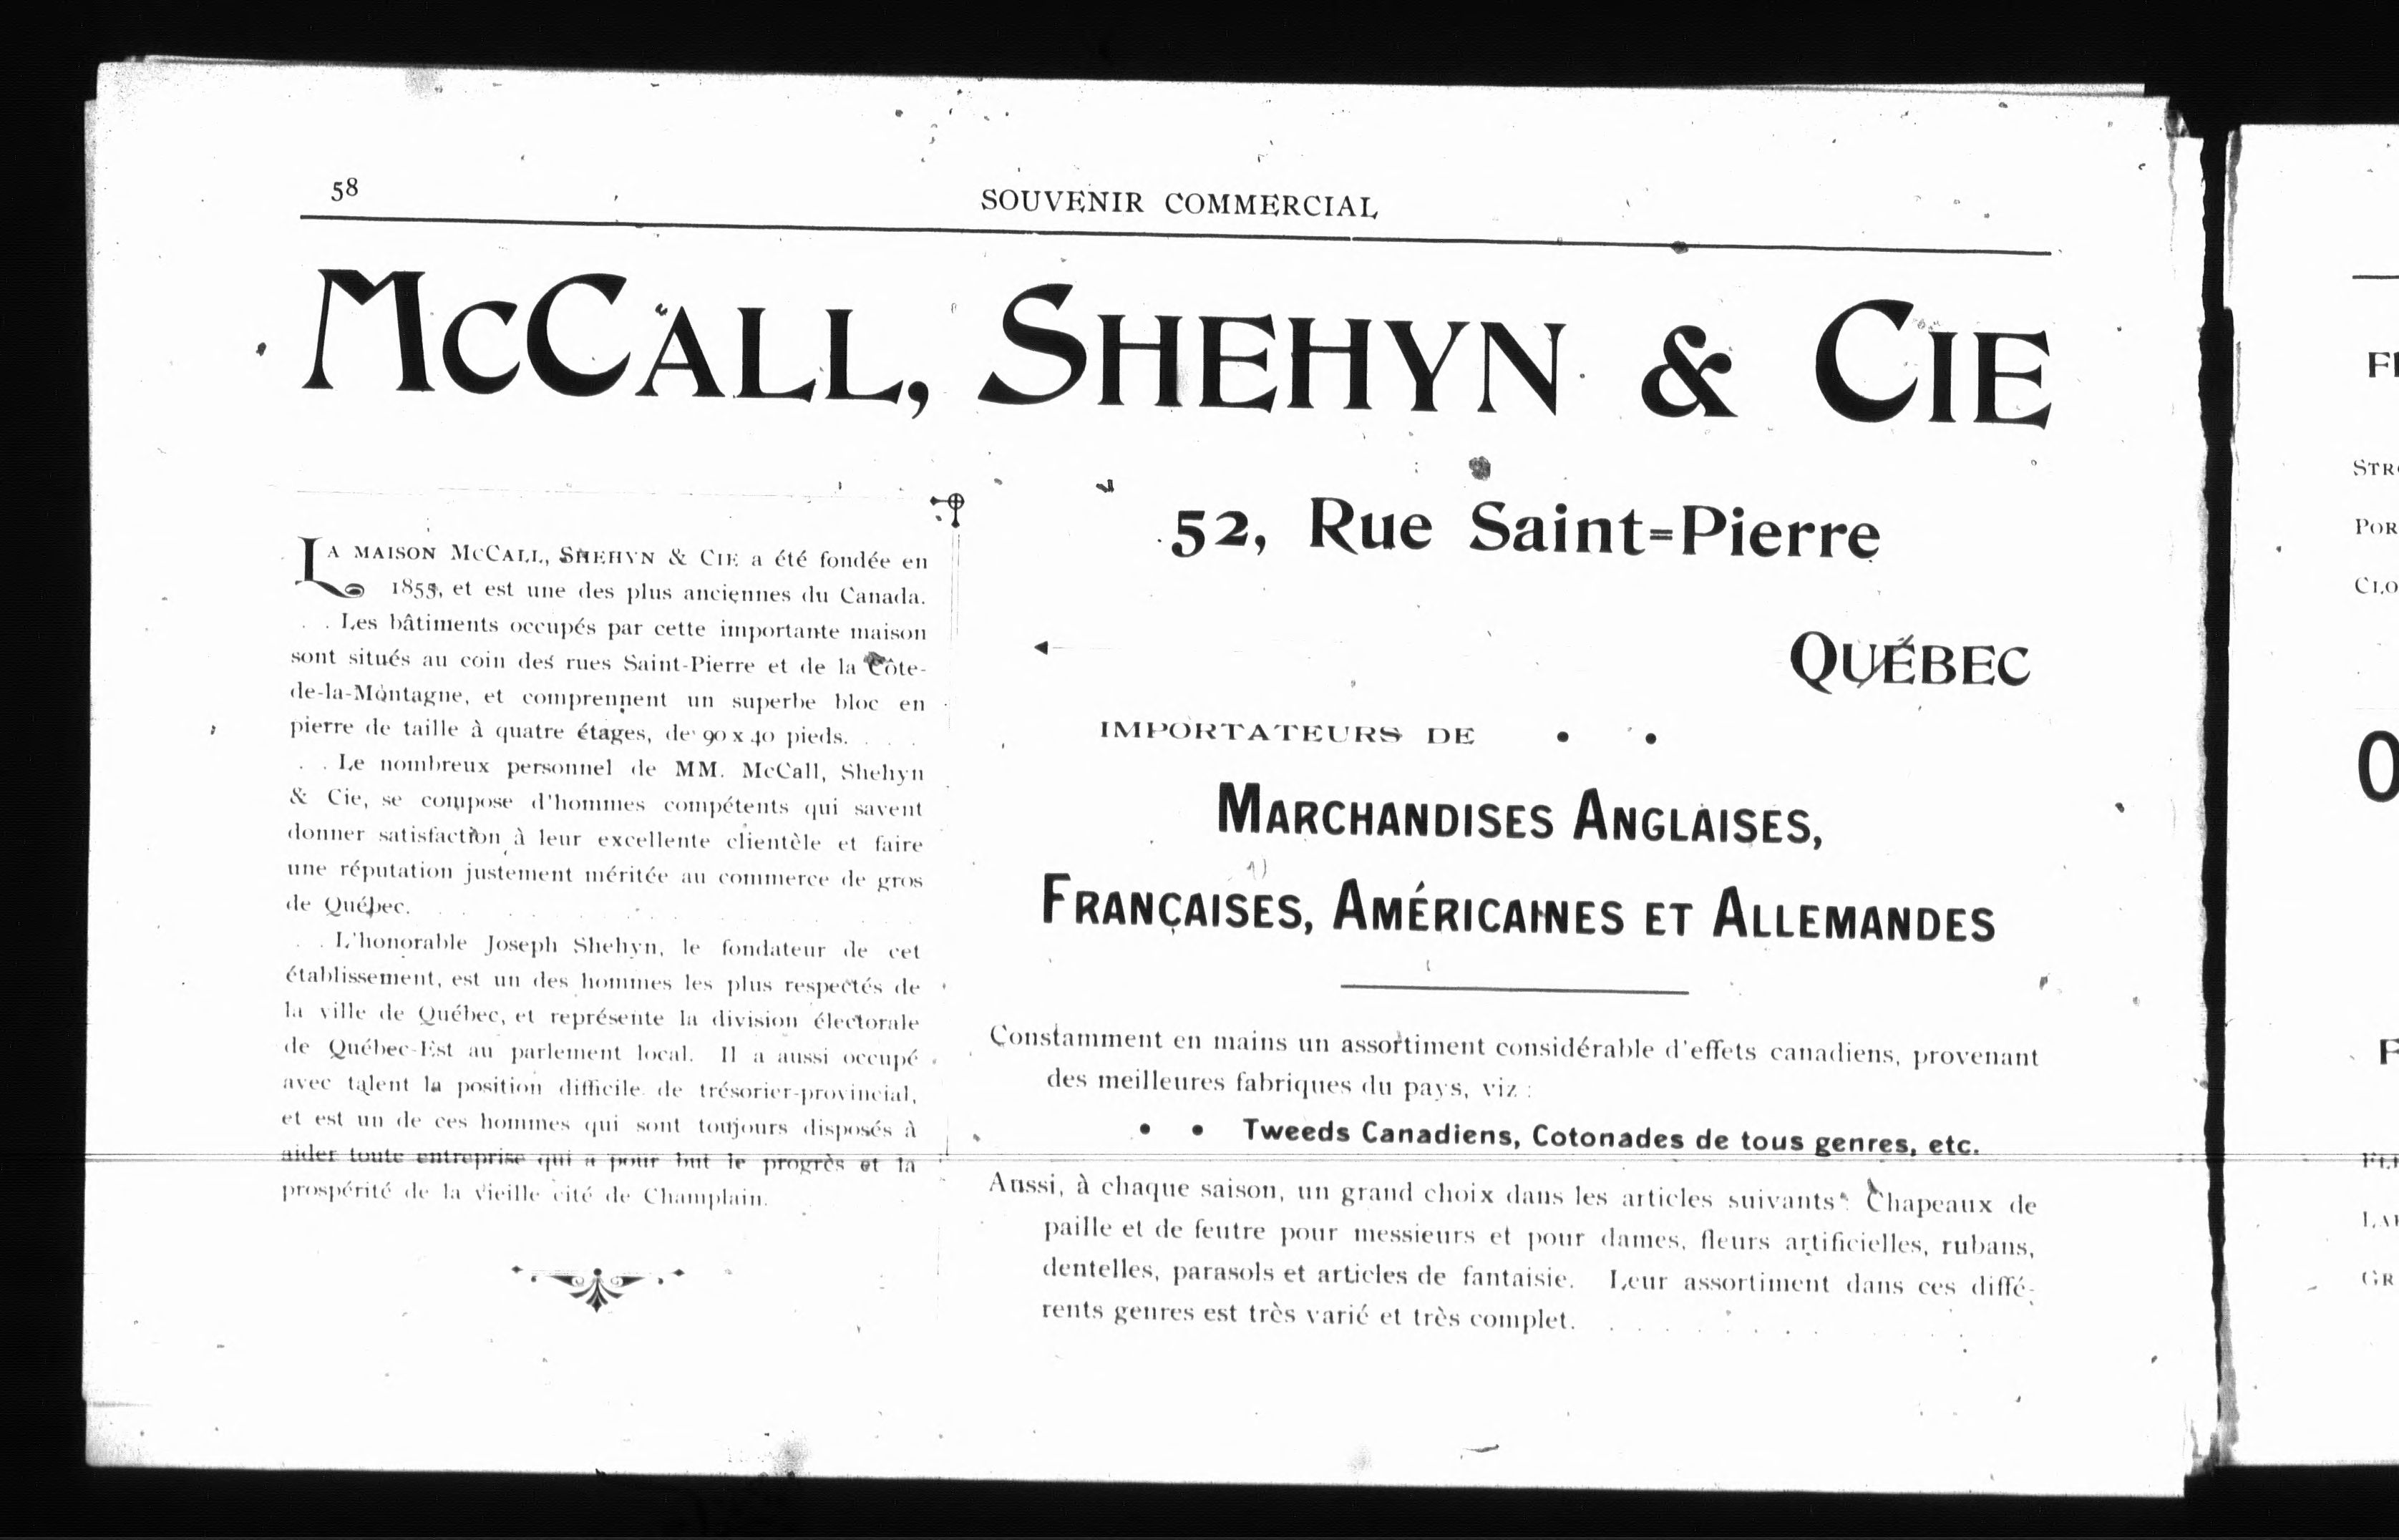 58
SOUVENIR COMMERCIAL
McCALL, SHEHYN & CIE
LA MAISON McCALL, SHEHYN & CIE a été fondée en
1855, et est une des plus anciennes du Canada.
. . Les bâtiments occupés par cette importante maison
sont situés au coin des rues Saint-Pierre et de la Côte-
de-la-Montagne, et comprennent un superbe bloc en
pierre de taille à quatre étages, de 90 x 40 pieds. . . .
. . Le nombreux personnel de MM. McCall, Shehyn
& Cie, se compose d'hommes compétents qui savent
donner satisfaction à leur excellente clientèle et faire
une réputation justement méritée au commerce de gros
de Québec.
. . L'honorable Joseph Shehyn, le fondateur de cet
établissement, est un des hommes les plus respectés de
la ville de Québec, et représente la division électorale
de Québec-Est au parlement local. Il a aussi occupé
avec talent la position difficile de trésorier-provincial,
et est un de ces hommes qui sont toujours disposés à
aider toute entreprise qui a pour but le progrès et la
prospérité de la vieille cité de Champlain.
52, Rue Saint=Pierre
QUÉBEC
IMPORTATEURS DE • •
MARCHANDISES ANGLAISES,
FRANÇAISES, AMÉRICAINES ET ALLEMANDES
Constamment en mains un assortiment considérable d'effets canadiens, provenant
des meilleures fabriques du pays, viz :
• • Tweeds Canadiens, Cotonades de tous genres, etc.
Aussi, à chaque saison, un grand choix dans les articles suivants : Chapeaux de
paille et de feutre pour messieurs et pour dames, fleurs artificielles, rubans,
dentelles, parasols et articles de fantaisie. Leur assortiment dans ces diffé-
rents genres est très varié et très complet.